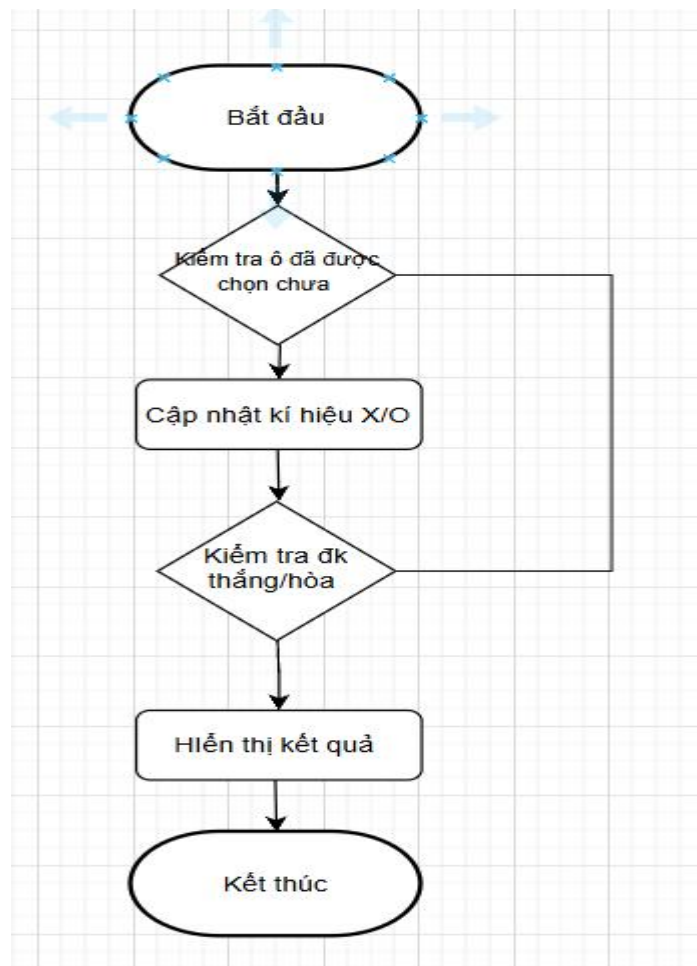 Bắt đầu
Kiểm tra ô đã được
chọn chưa
Cập nhật kí hiệu X/O
Kiểm tra đk
thắng/hòa
HIển thị kết quả
Kết thúc